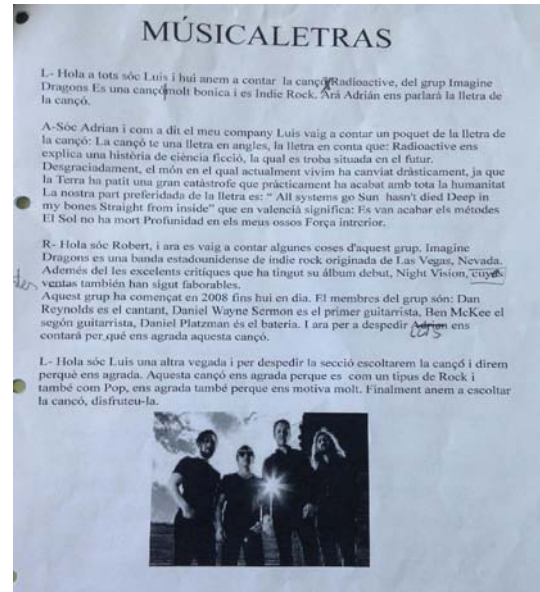 MÚSICALETRAS
L- Hola a tots sóc Luis i hui anem a contar la cançó Radioactive, del grup Imagine
Dragons Es una cançó molt bonica i es Indie Rock. Ará Adrián ens parlará la lletra de
la cançó.
A-Sóc Adrian i com a dit el meu company Luis vaig a contar un poquet de la lletra de
la cançó: La cançó te una lletra en angles, la lletra en conta que: Radioactive ens
explica una història de ciència ficció, la qual es troba situada en el futur.
Desgraciadament, el món en el qual actualment vivim ha canviat dràsticament, ja que
la Terra ha patit una gran catàstrofe que pràcticament ha acabat amb tota la humanitat
La nostra part preferidada de la lletra es: “ All systems go Sun hasn't died Deep in
my bones Straight from inside” que en valencià significa: Es van acabar els métodes
El Sol no ha mort Profunidad en els meus ossos Força intrerior.
R- Hola sóc Robert, i ara es vaig a contar algunes coses d'aquest grup. Imagine
Dragons es una banda estadounidense de indie rock originada de Las Vegas, Nevada.
Ademés del les excelents critiques que ha tingut su álbum debut, Night Vision, cuyas
ventas también han sigut faborables.
Aquest grup ha començat en 2008 fins hui en dia. El membres del grup són: Dan
Reynolds es el cantant, Daniel Wayne Sermon es el primer guitarrista, Ben McKee el
segón guitarrista, Daniel Platzman és el bateria. I ara per a despedir Adrian ens
Luis
contará per qué ens agrada aquesta cançó.
L- Hola sóc Luis una altra vegada i per despedir la secció escoltarem la cançó i direm
perquè ens agrada. Aquesta cançó ens agrada perque es com un tipus de Rock i
també com Pop, ens agrada també perque ens motiva molt. Finalment anem a escoltar
la cancó, disfruteu-la.